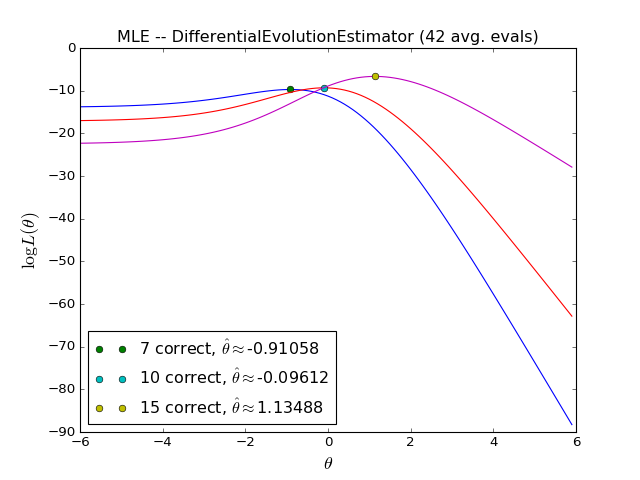 MLE -- DifferentialEvolutionEstimator (42 avg. evals)
0
−10
−20
−30
−40
−50
−60
−70
−80
−90
log L(θ)
7 correct, θ̂≈-0.91058
10 correct, θ̂≈-0.09612
15 correct, θ̂≈1.13488
−6 −4 −2 0 2 4 6
θ